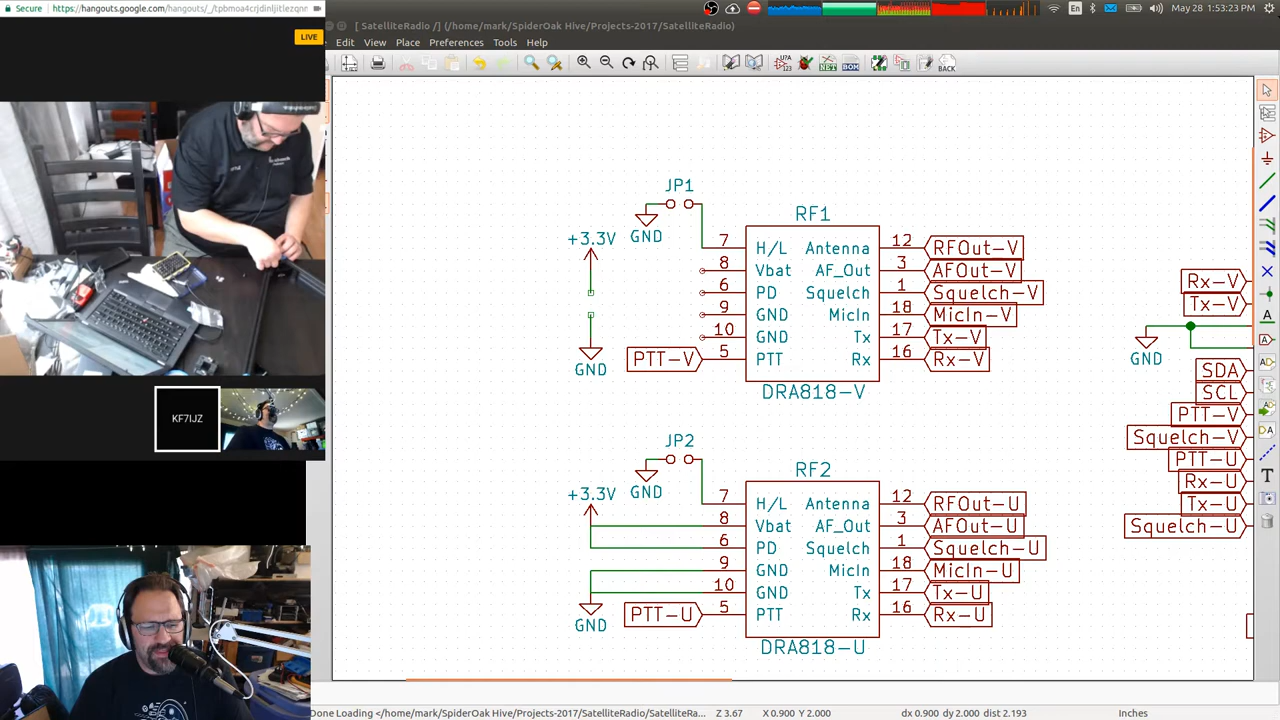 Secure
https://hangouts.google.com/hangouts/_/tpbmoa4crjdinljitlezqnn
LIVE
KF7IJZ
[ SatelliteRadio /] (/home/mark/SpiderOak Hive/Projects-2017/SatelliteRadio)
En
May 28 1:53:23 PM
Edit View Place Preferences Tools Help
NET
BOM
BACK
JP1
GND
+3.3V
GND
RF1
7 H/L Antenna 12 RFOut-V
8 Vbat AF_Out 3 AFOut-V
6 PD Squelch 1 Squelch-V
9 GND MicIn 18 MicIn-V
10 GND Tx 17 Tx-V
PTT-V 5 PTT Rx 16 Rx-V
DRA818-V
JP2
GND
+3.3V
GND
RF2
7 H/L Antenna 12 RFOut-U
8 Vbat AF_Out 3 AFOut-U
6 PD Squelch 1 Squelch-U
9 GND MicIn 18 MicIn-U
10 GND Tx 17 Tx-U
PTT-U 5 PTT Rx 16 Rx-U
DRA818-U
Rx-V
Tx-V
GND
SDA
SCL
PTT-V
Squelch-V
PTT-U
Rx-U
Tx-U
Squelch-U
Done Loading </home/mark/SpiderOak Hive/Projects-2017/SatelliteRadio/SatelliteRa...
Z 3.67
X 0.900 Y 2.000
dx 0.900 dy 2.000 dist 2.193
Inches